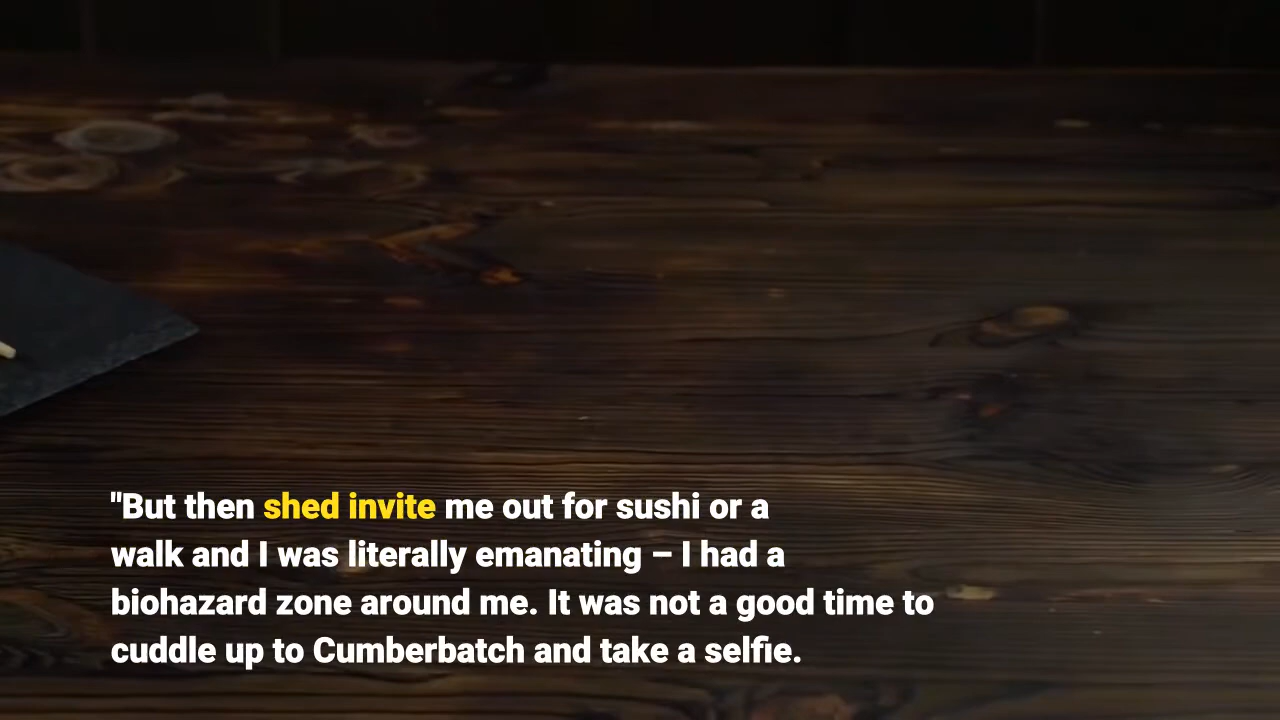 "But then shed invite me out for sushi or a
walk and I was literally emanating – I had a
biohazard zone around me. It was not a good time to
cuddle up to Cumberbatch and take a selfie.